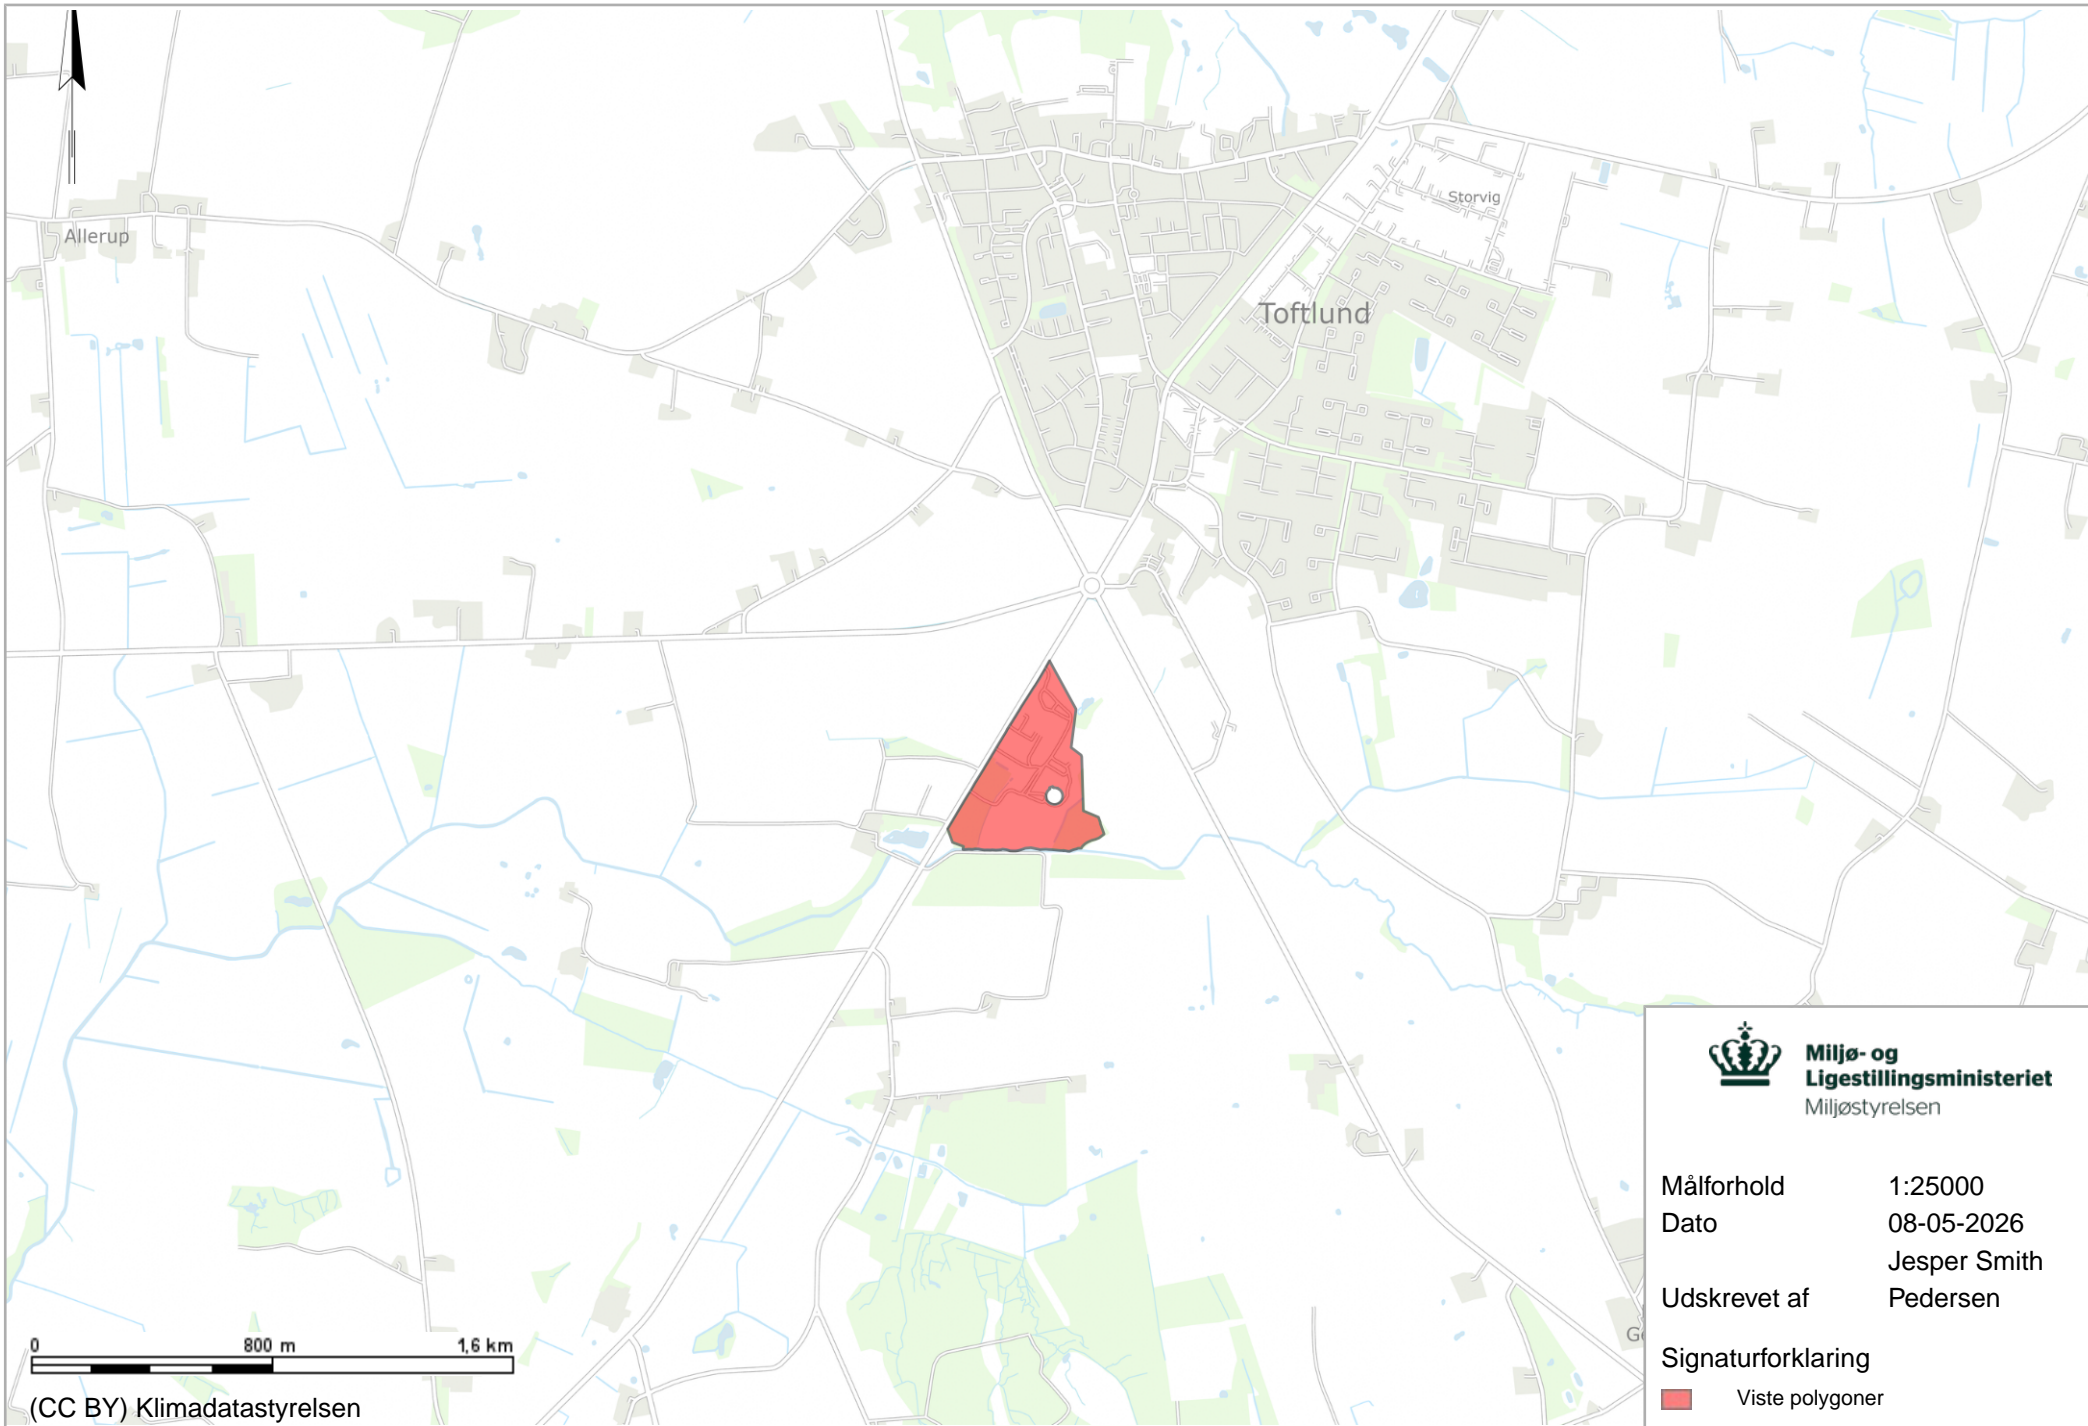 Allerup
Storvig
Toftlund
Miljø- og
Ligestillingsministeriet
Miljøstyrelsen
Målforhold 1:25000
Dato 08-05-2026
Jesper Smith
Udskrevet af Pedersen
Signaturforklaring
Viste polygoner
0 800 m 1,6 km
(CC BY) Klimadatastyrelsen